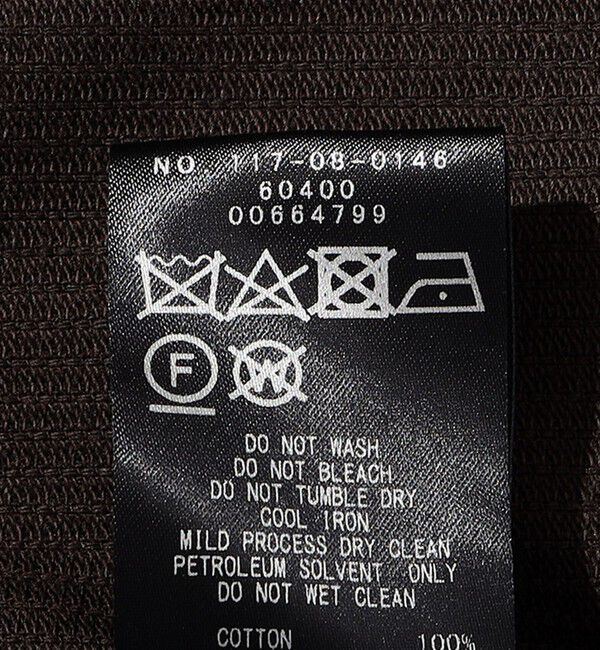 NO. 117-08-0146
60400
00664799
F
W
DO NOT WASH
DO NOT BLEACH
DO NOT TUMBLE DRY
COOL IRON
MILD PROCESS DRY CLEAN
PETROLEUM SOLVENT ONLY
DO NOT WET CLEAN
COTTON 100%